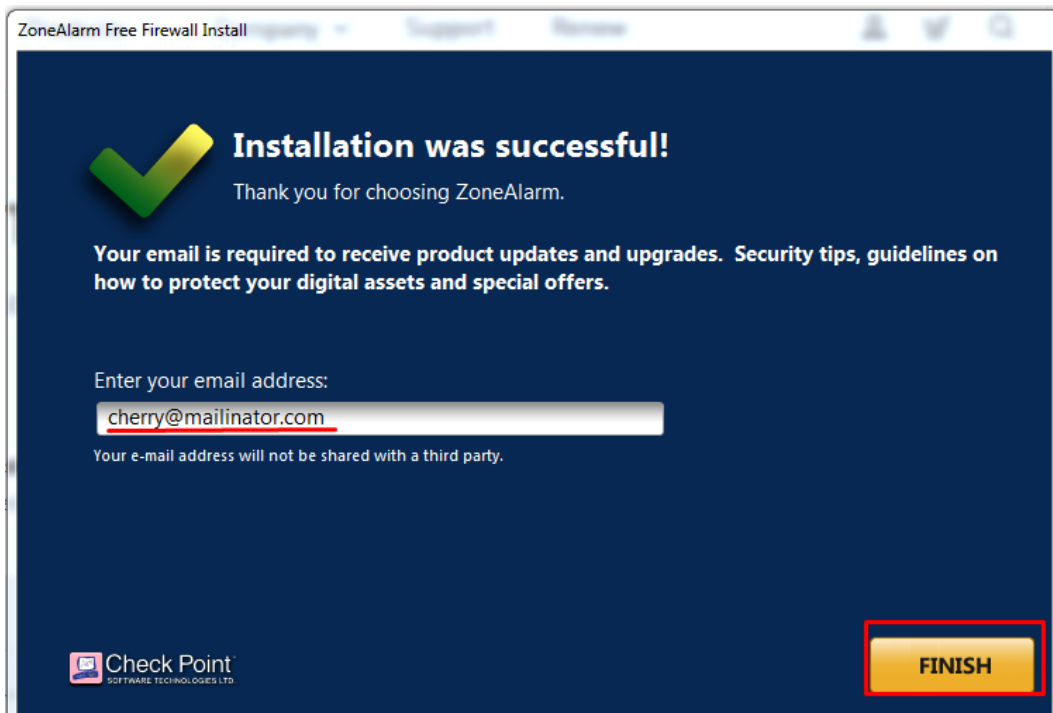 ZoneAlarm Free Firewall Install
Support
Renew
Installation was successful!
Thank you for choosing ZoneAlarm.
Your email is required to receive product updates and upgrades.  Security tips, guidelines on
how to protect your digital assets and special offers.
Enter your email address:
cherry@mailinator.com
Your e-mail address will not be shared with a third party.
Check Point
SOFTWARE TECHNOLOGIES LTD.
FINISH